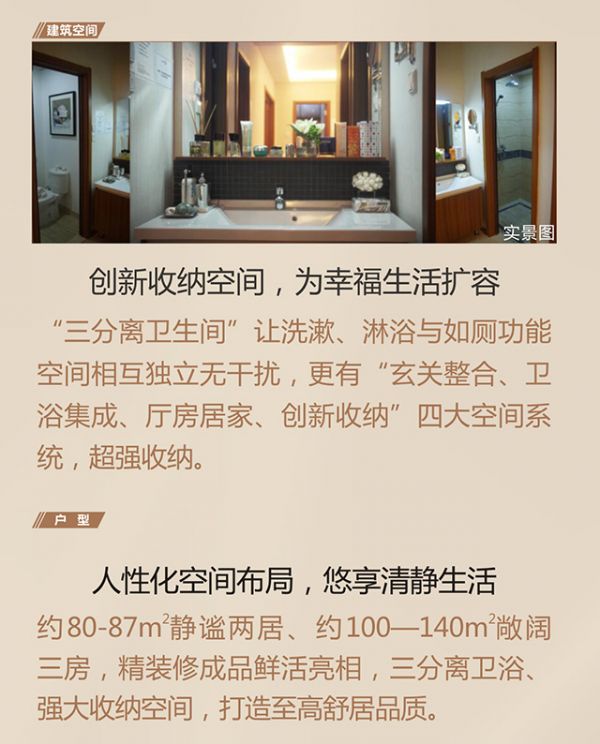 建筑空间
实景图
创新收纳空间，为幸福生活扩容
“三分离卫生间”让洗漱、淋浴与如厕功能
空间相互独立无干扰，更有“玄关整合、卫
浴集成、厅房居家、创新收纳”四大空间系
统，超强收纳。
户 型
人性化空间布局，悠享清静生活
约80-87m²静谧两居、约100—140m²敞阔
三房，精装修成品鲜活亮相，三分离卫浴、
强大收纳空间，打造至高舒居品质。